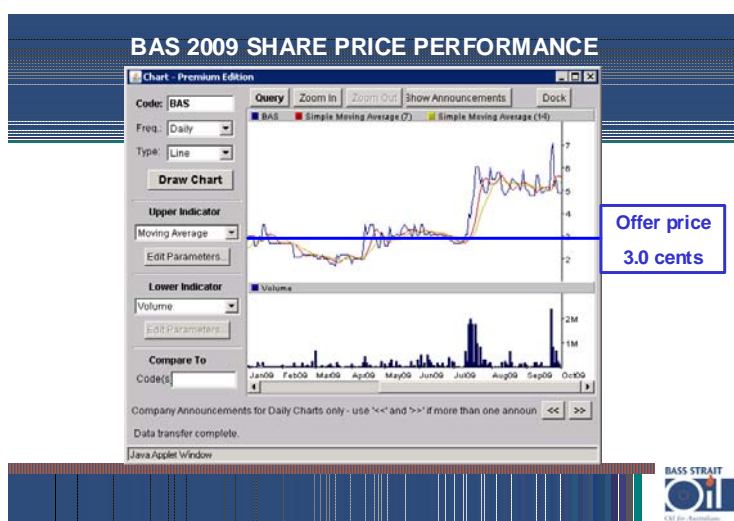 BAS 2009 SHARE PRICE PERFORMANCE
Chart - Premium Edition
Code: BAS
Query Zoom In Zoom Out Show Announcements Dock
BAS Simple Moving Average (7) Simple Moving Average (14)
Freq.: Daily
Type: Line
Draw Chart
7
6
5
4
3
2
Upper Indicator
Moving Average
Edit Parameters...
Offer price
3.0 cents
Lower Indicator
Volume
Volume
Edit Parameters...
2M
1M
Compare To
Code(s)
Jan09 Feb09 Mar09 Apr09 May09 Jun09 Jul09 Aug09 Sep09 Oct09
Company Announcements for Daily Charts only - use '<<' and '>>' if more than one announ << >>
Data transfer complete.
Java Applet Window
BASS STRAIT
Oil
Oil for Australians